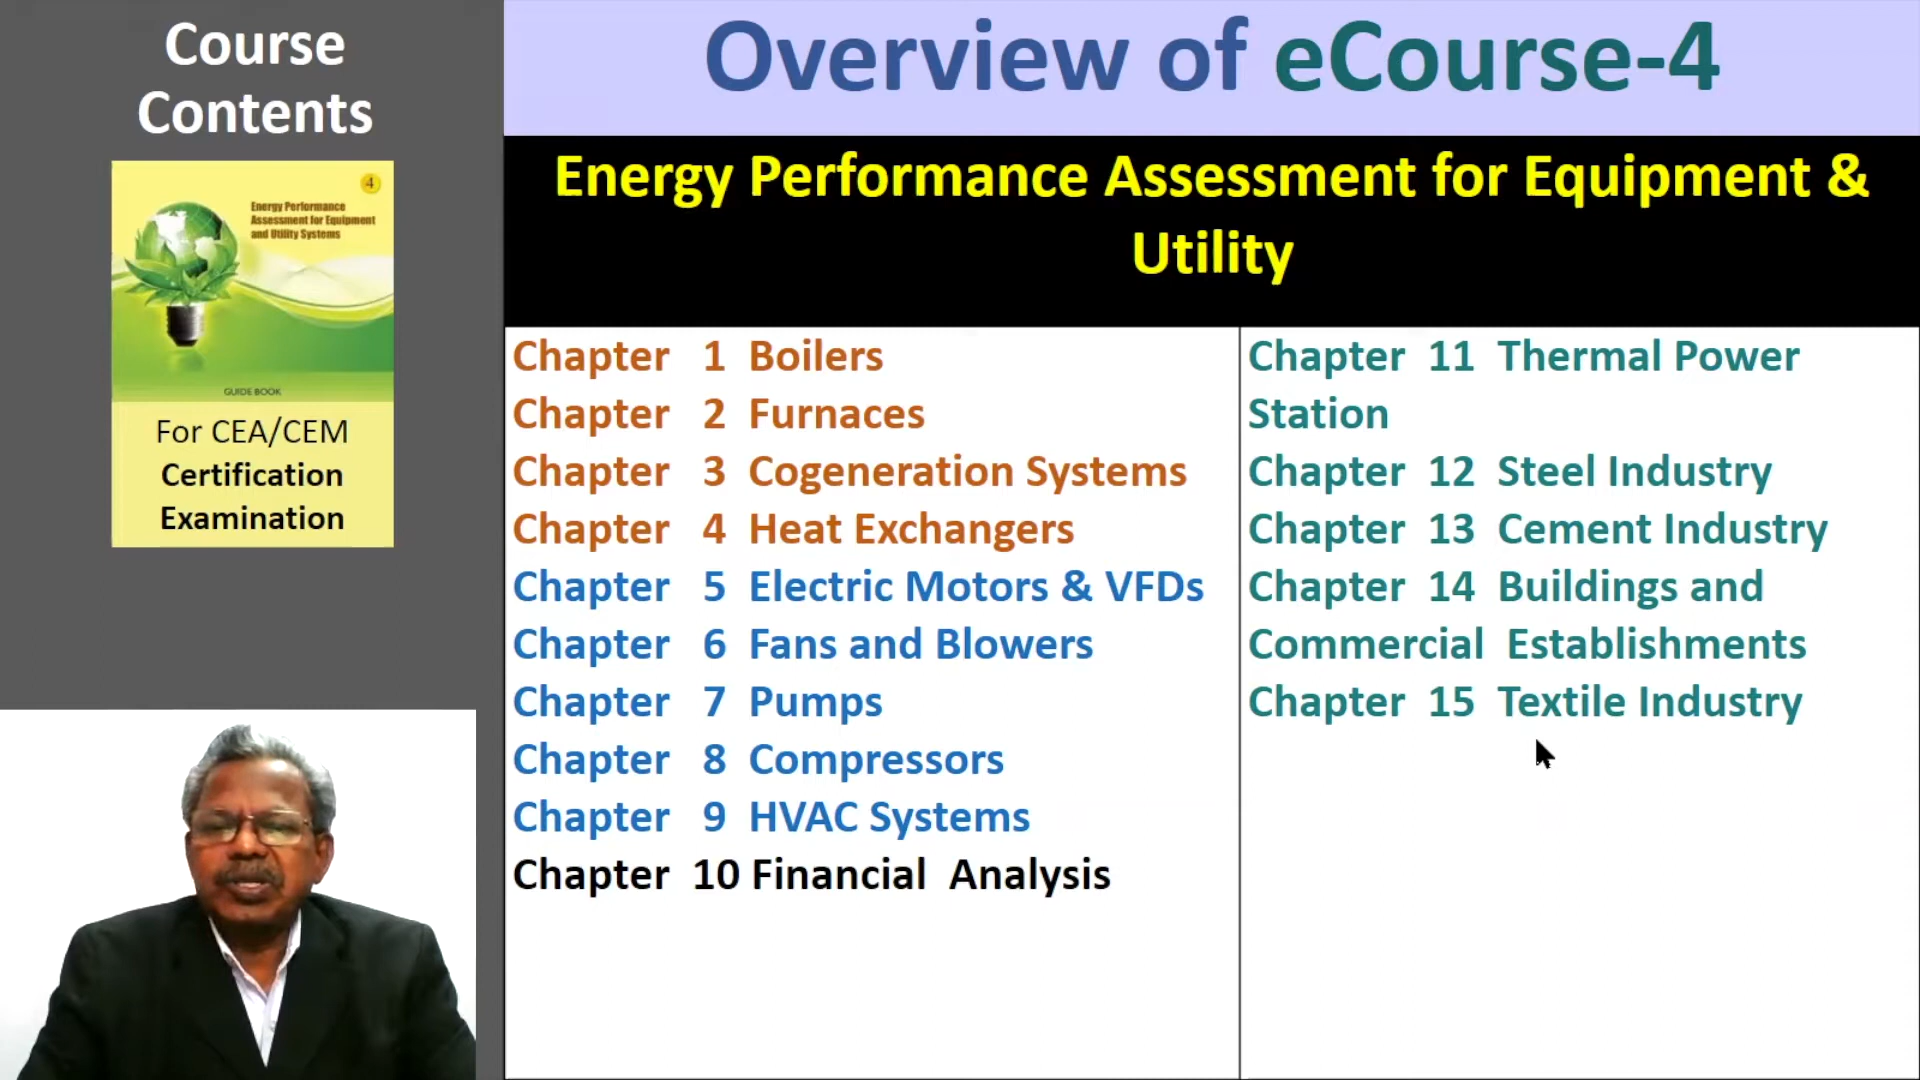 Course
Contents
4
Energy Performance
Assessment for Equipment
and Utility Systems
GUIDE BOOK
For CEA/CEM
Certification
Examination
Overview of eCourse-4
Energy Performance Assessment for Equipment &
Utility
Chapter 1 Boilers
Chapter 2 Furnaces
Chapter 3 Cogeneration Systems
Chapter 4 Heat Exchangers
Chapter 5 Electric Motors & VFDs
Chapter 6 Fans and Blowers
Chapter 7 Pumps
Chapter 8 Compressors
Chapter 9 HVAC Systems
Chapter 10 Financial Analysis
Chapter 11 Thermal Power
Station
Chapter 12 Steel Industry
Chapter 13 Cement Industry
Chapter 14 Buildings and
Commercial Establishments
Chapter 15 Textile Industry